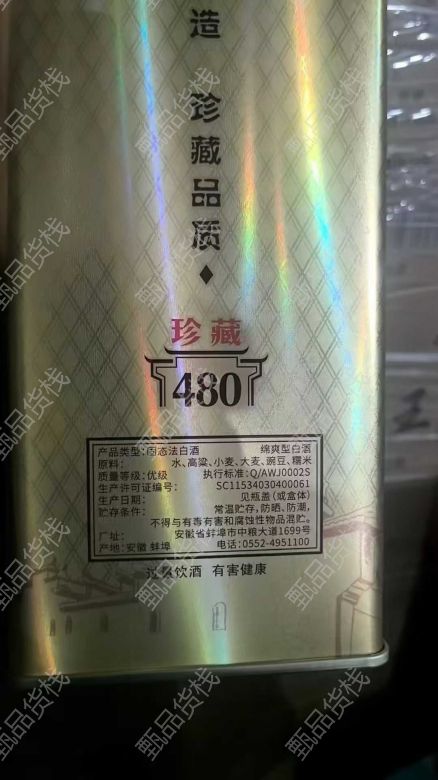 造 珍藏品质
珍藏
480
产品类型:固态法白酒 绵爽型白酒
原料: 水、高粱、小麦、大麦、豌豆、糯米
质量等级:优级 执行标准:Q/AWJ0002S
生产许可证编号: SC11534030400061
生产日期: 见瓶盖(或盒体)
贮存条件: 常温贮存,防晒、防潮,
不得与有毒有害和腐蚀性物品混贮。
厂址: 安徽省蚌埠市中粮大道1699号
产地:安徽 蚌埠 电话:0552-4951100
过量饮酒 有害健康
王
甄品货栈